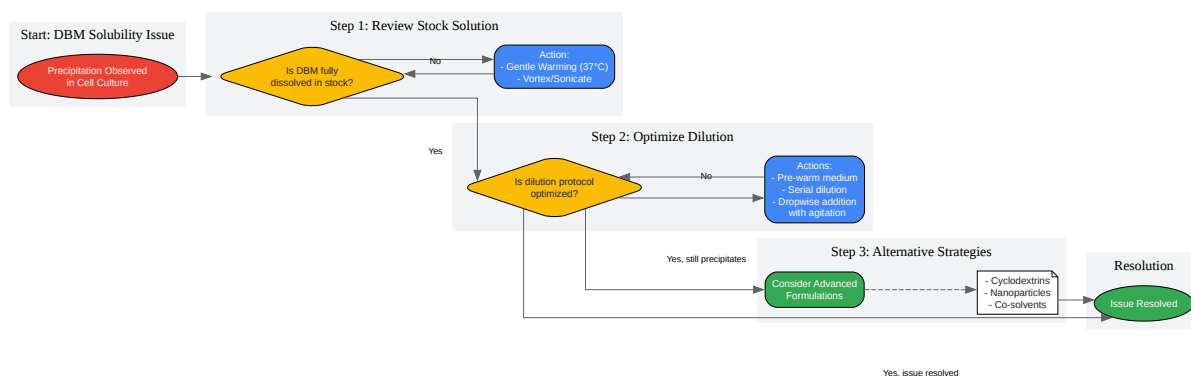 Start: DBM Solubility Issue
Precipitation Observed
in Cell Culture
Step 1: Review Stock Solution
Is DBM fully
dissolved in stock?
No
Action:
- Gentle Warming (37°C)
- Vortex/Sonicate
Yes
Step 2: Optimize Dilution
Is dilution protocol
optimized?
No
Actions:
- Pre-warm medium
- Serial dilution
- Dropwise addition
with agitation
Yes, still precipitates
Step 3: Alternative Strategies
Consider Advanced
Formulations
- Cyclodextrins
- Nanoparticles
- Co-solvents
Resolution
Issue Resolved
Yes, issue resolved